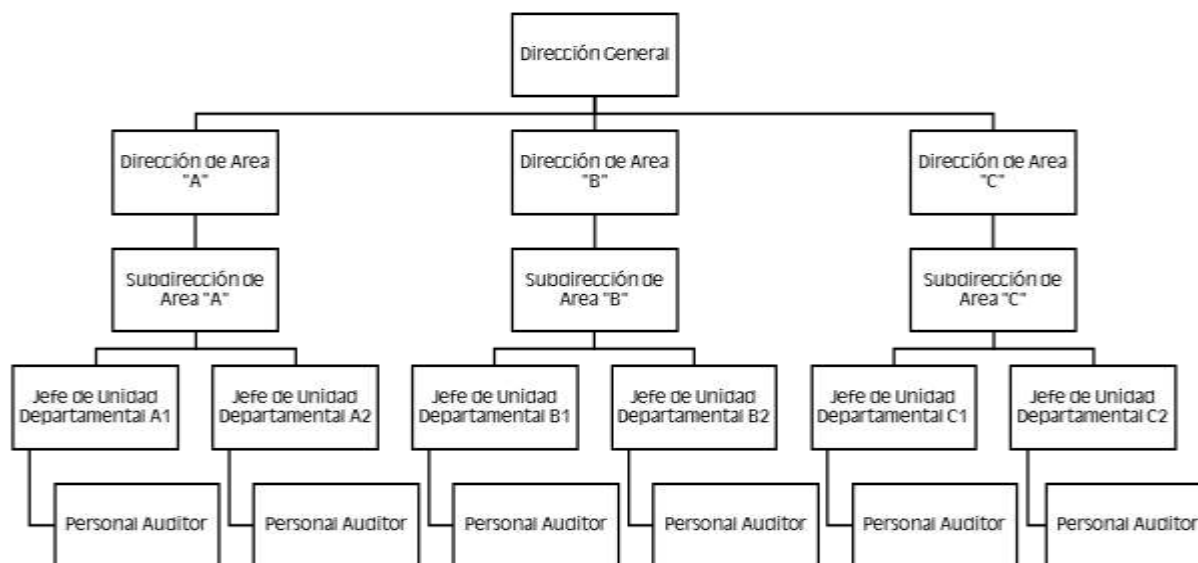 Dirección General
Dirección de Area
"A"
Dirección de Area
"B"
Dirección de Area
"C"
Subdirección de
Area "A"
Subdirección de
Area "B"
Subdirección de
Area "C"
Jefe de Unidad
Departamental A1
Jefe de Unidad
Departamental A2
Jefe de Unidad
Departamental B1
Jefe de Unidad
Departamental B2
Jefe de Unidad
Departamental C1
Jefe de Unidad
Departamental C2
Personal Auditor
Personal Auditor
Personal Auditor
Personal Auditor
Personal Auditor
Personal Auditor